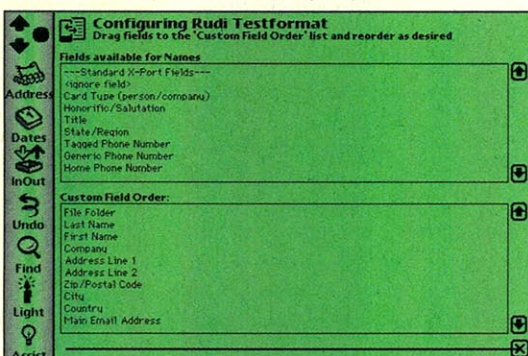 Configuring Rudi Testformat
Drag fields to the 'Custom Field Order' list and reorder as desired
Fields available for Names
---Standard X-Port Fields---
<ignore field>
Card Type (person/company)
Honorific/Salutation
Title
State/Region
Tagged Phone Number
Generic Phone Number
Home Phone Number
Custom Field Order:
File Folder
Last Name
First Name
Company
Address Line 1
Address Line 2
Zip/Postal Code
City
Country
Main Email Address
Address
Dates
InOut
Undo
Find
Light
Assist